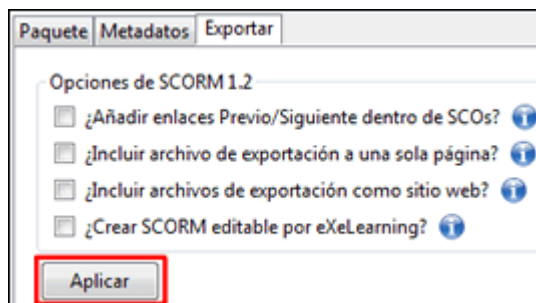 Paquete Metadatos Exportar
Opciones de SCORM 1.2
¿Añadir enlaces Previo/Siguiente dentro de SCOs?
¿Incluir archivo de exportación a una sola página?
¿Incluir archivos de exportación como sitio web?
¿Crear SCORM editable por eXeLearning?
Aplicar